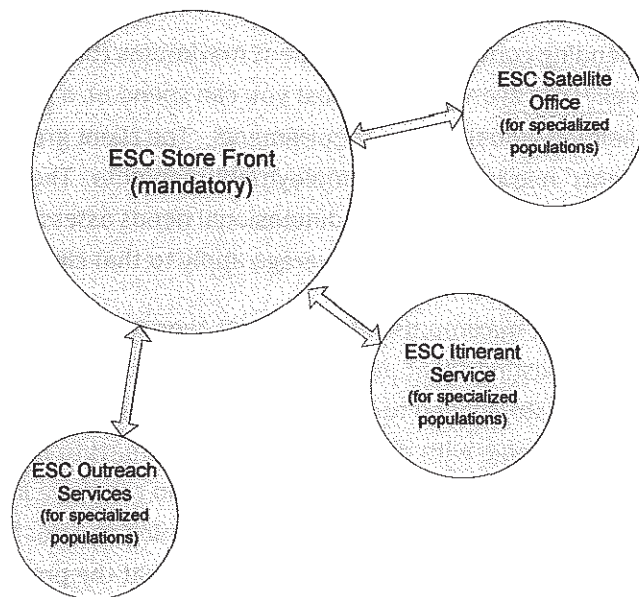 ESC Store Front
(mandatory)
ESC Satellite
Office
(for specialized
populations)
ESC Itinerant
Service
(for specialized
populations)
ESC Outreach
Services
(for specialized
populations)